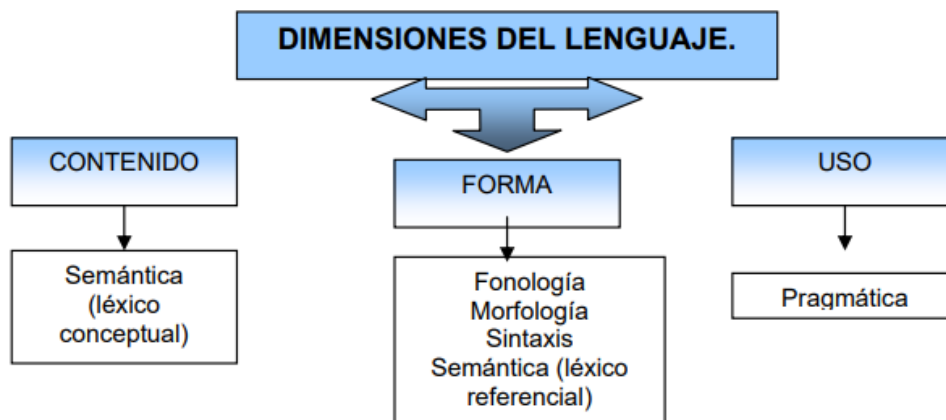 DIMENSIONES DEL LENGUAJE.
CONTENIDO
Semántica
(léxico
conceptual)
FORMA
Fonología
Morfología
Sintaxis
Semántica (léxico
referencial)
USO
Pragmática